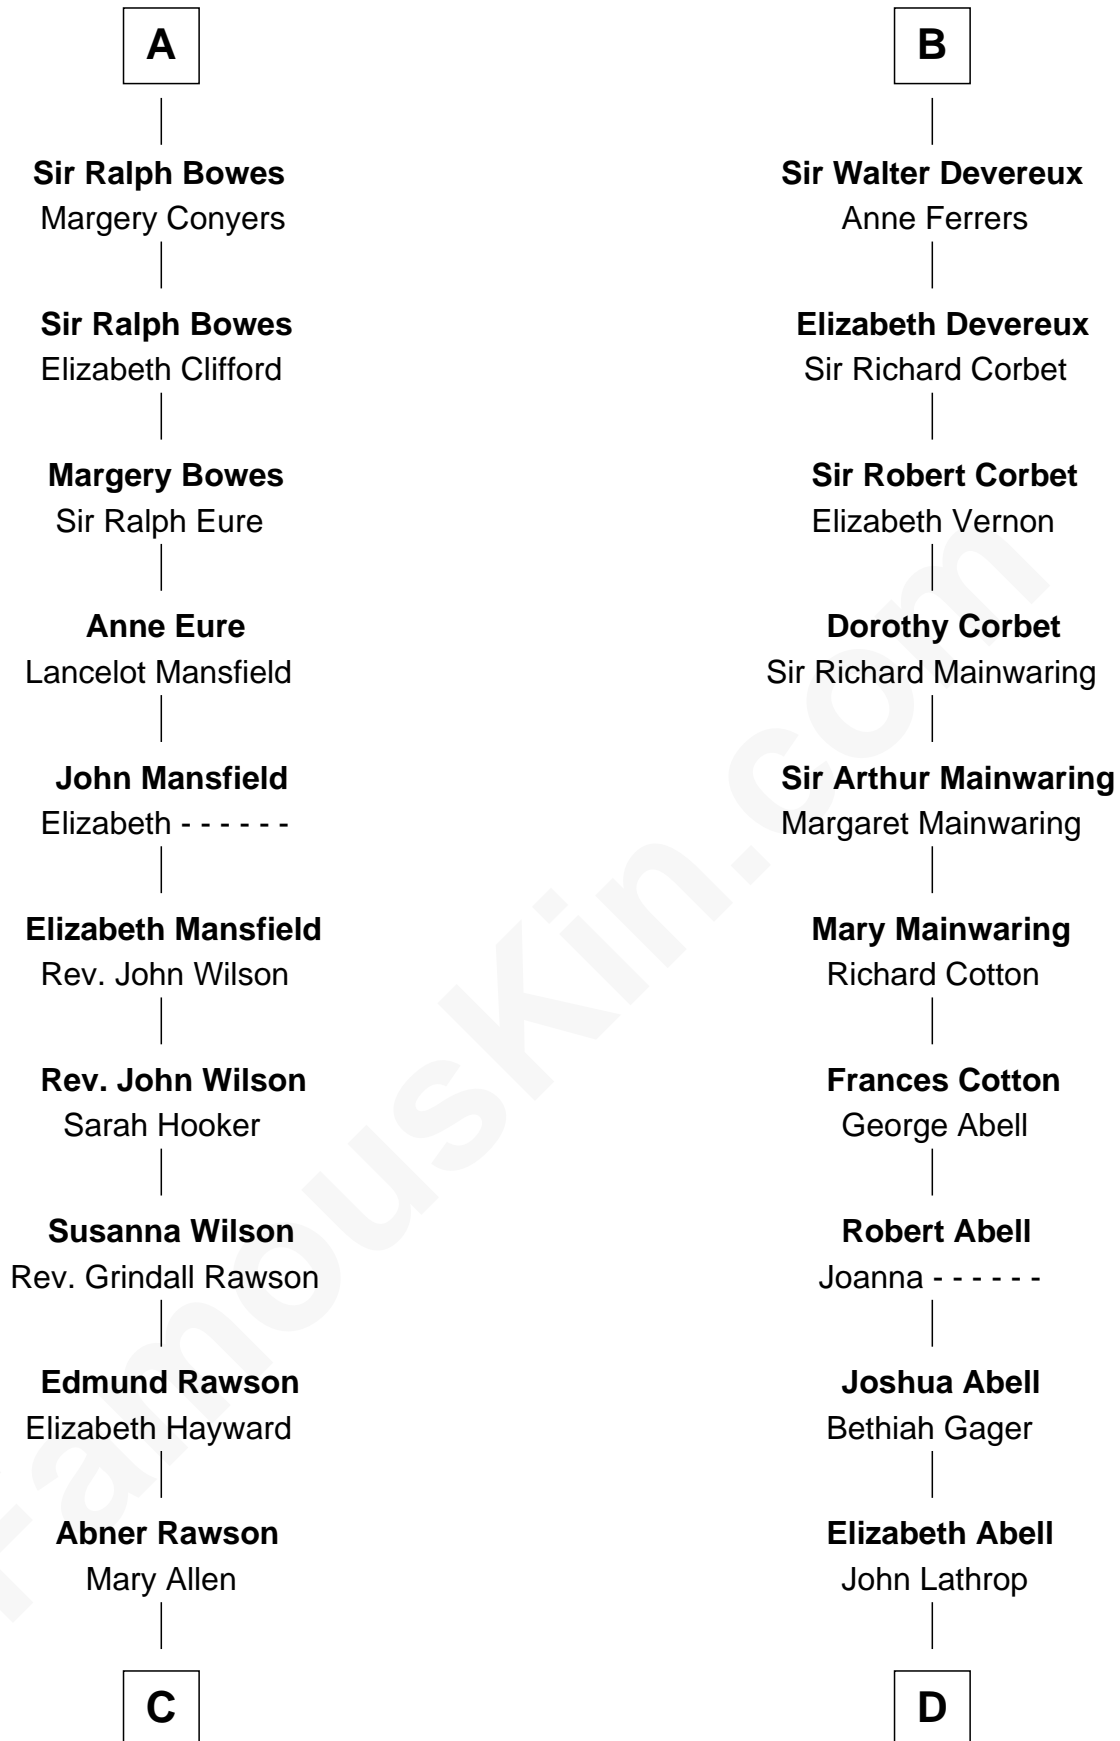 A
Sir Ralph Bowes
Margery Conyers
Sir Ralph Bowes
Elizabeth Clifford
Margery Bowes
Sir Ralph Eure
Anne Eure
Lancelot Mansfield
John Mansfield
Elizabeth - - - - - -
Elizabeth Mansfield
Rev. John Wilson
Rev. John Wilson
Sarah Hooker
Susanna Wilson
Rev. Grindall Rawson
Edmund Rawson
Elizabeth Hayward
Abner Rawson
Mary Allen
C
B
Sir Walter Devereux
Anne Ferrers
Elizabeth Devereux
Sir Richard Corbet
Sir Robert Corbet
Elizabeth Vernon
Dorothy Corbet
Sir Richard Mainwaring
Sir Arthur Mainwaring
Margaret Mainwaring
Mary Mainwaring
Richard Cotton
Frances Cotton
George Abell
Robert Abell
Joanna - - - - - -
Joshua Abell
Bethiah Gager
Elizabeth Abell
John Lathrop
D
FamousKin.com